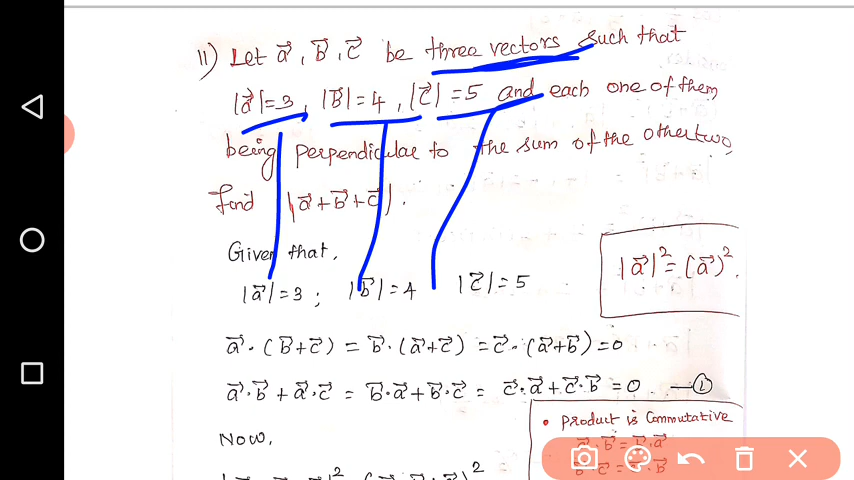 11) Let a⃗, b⃗, c⃗ be three vectors such that
|a⃗|=3, |b⃗|=4, |c⃗|=5 and each one of them
being perpendicular to the sum of the other two,
find |a⃗+b⃗+c⃗|.
Given that,
|a⃗|=3; |b⃗|=4 |c⃗|=5
|a⃗|² = (a⃗)².
a⃗·(b⃗+c⃗) = b⃗·(a⃗+c⃗) = c⃗·(a⃗+b⃗) = 0
a⃗·b⃗ + a⃗·c⃗ = b⃗·a⃗ + b⃗·c⃗ = c⃗·a⃗ + c⃗·b⃗ = 0 —①
• Product is Commutative
a⃗·b⃗ = b⃗·a⃗
Now,